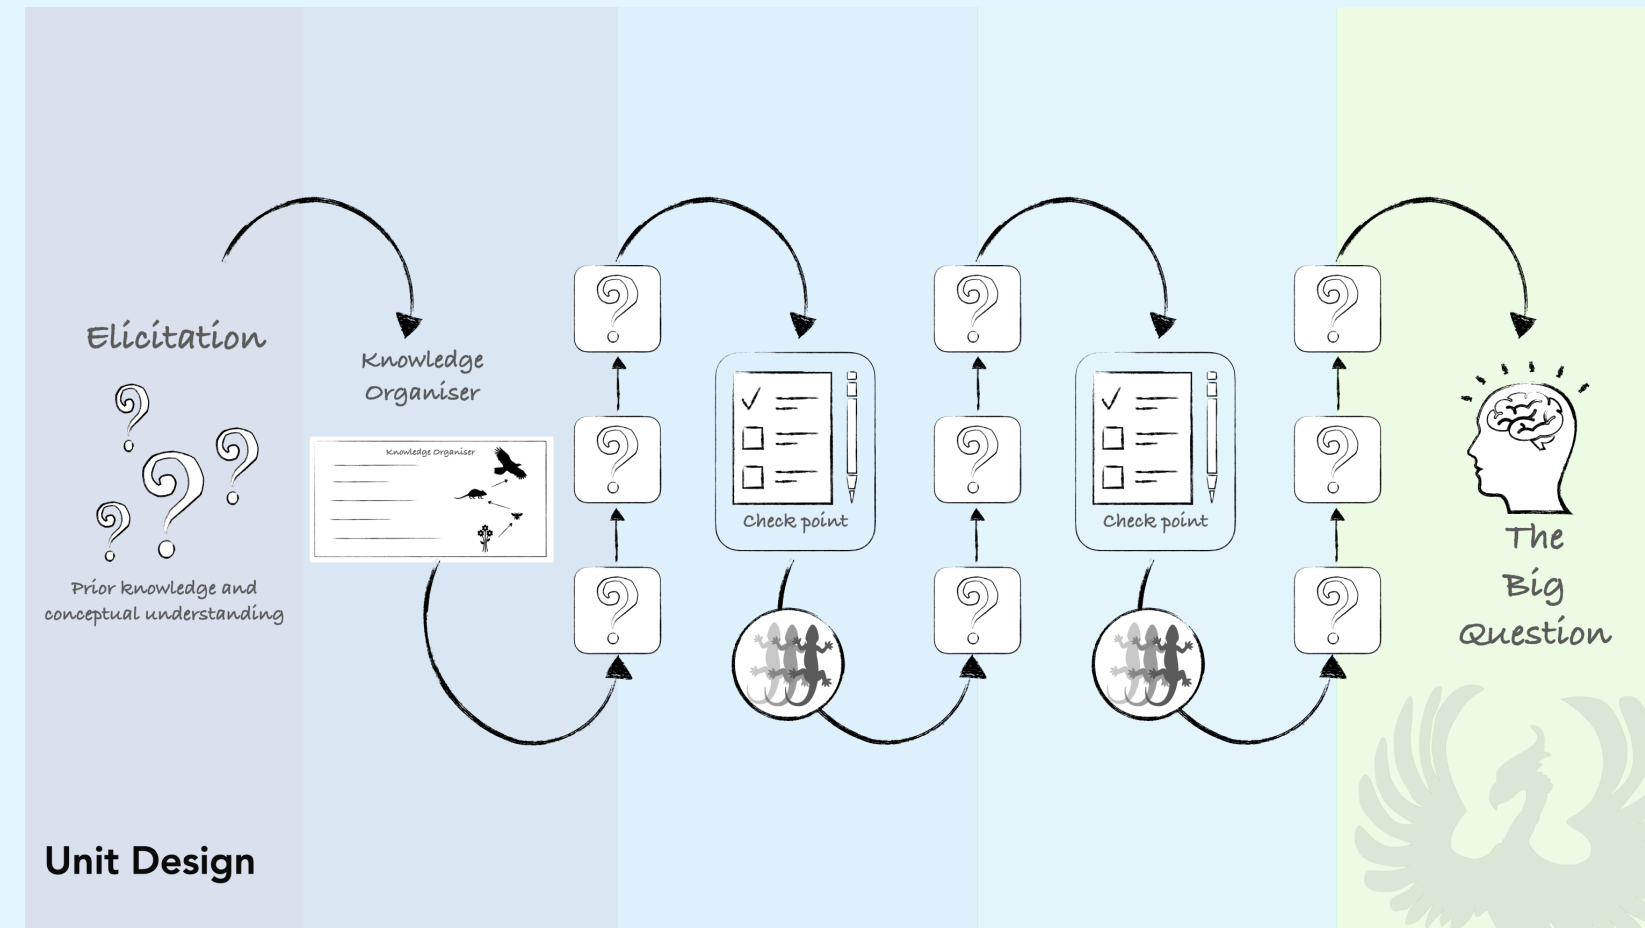 Elicitation
Prior knowledge and
conceptual understanding
Knowledge
Organiser
Knowledge Organiser
Check point
Check point
The
Big
Question
Unit Design